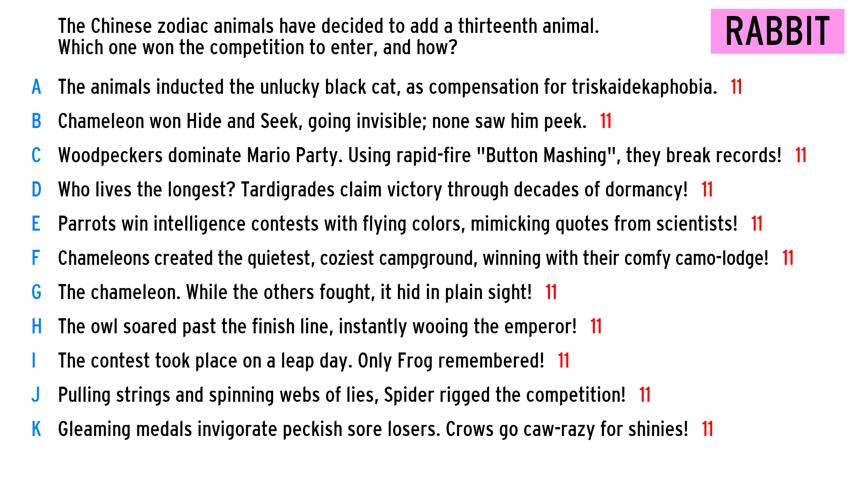 The Chinese zodiac animals have decided to add a thirteenth animal.
Which one won the competition to enter, and how?
RABBIT
A The animals inducted the unlucky black cat, as compensation for triskaidekaphobia. 11
B Chameleon won Hide and Seek, going invisible; none saw him peek. 11
C Woodpeckers dominate Mario Party. Using rapid-fire "Button Mashing", they break records! 11
D Who lives the longest? Tardigrades claim victory through decades of dormancy! 11
E Parrots win intelligence contests with flying colors, mimicking quotes from scientists! 11
F Chameleons created the quietest, coziest campground, winning with their comfy camo-lodge! 11
G The chameleon. While the others fought, it hid in plain sight! 11
H The owl soared past the finish line, instantly wooing the emperor! 11
I The contest took place on a leap day. Only Frog remembered! 11
J Pulling strings and spinning webs of lies, Spider rigged the competition! 11
K Gleaming medals invigorate peckish sore losers. Crows go caw-razy for shinies! 11